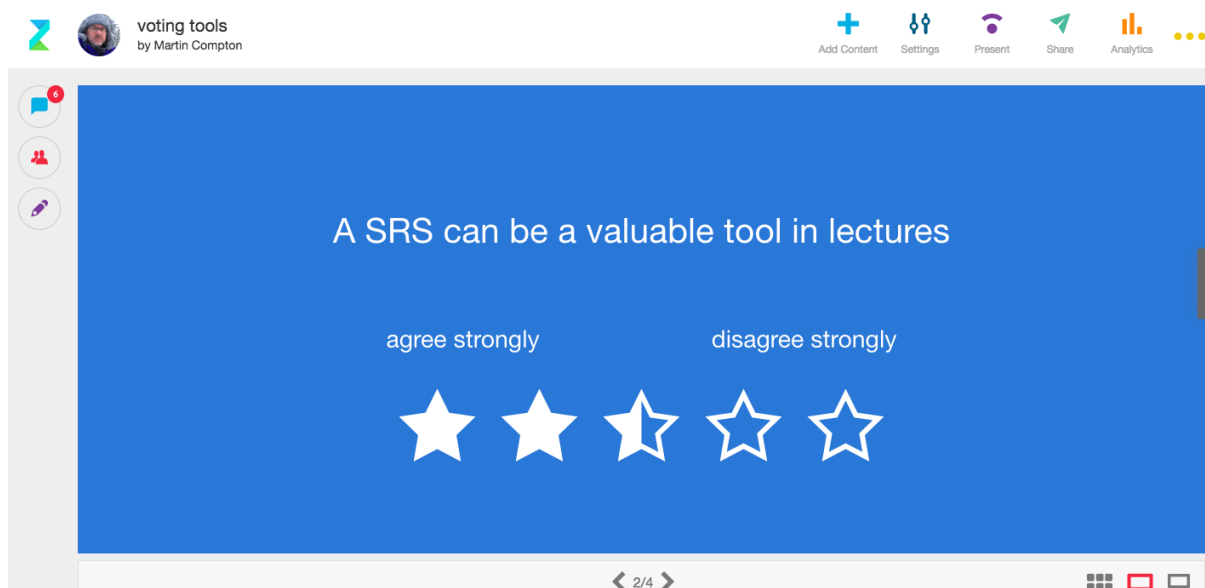 voting tools
by Martin Compton
Add Content
Settings
Present
Share
Analytics
6
A SRS can be a valuable tool in lectures
agree strongly
disagree strongly
2/4